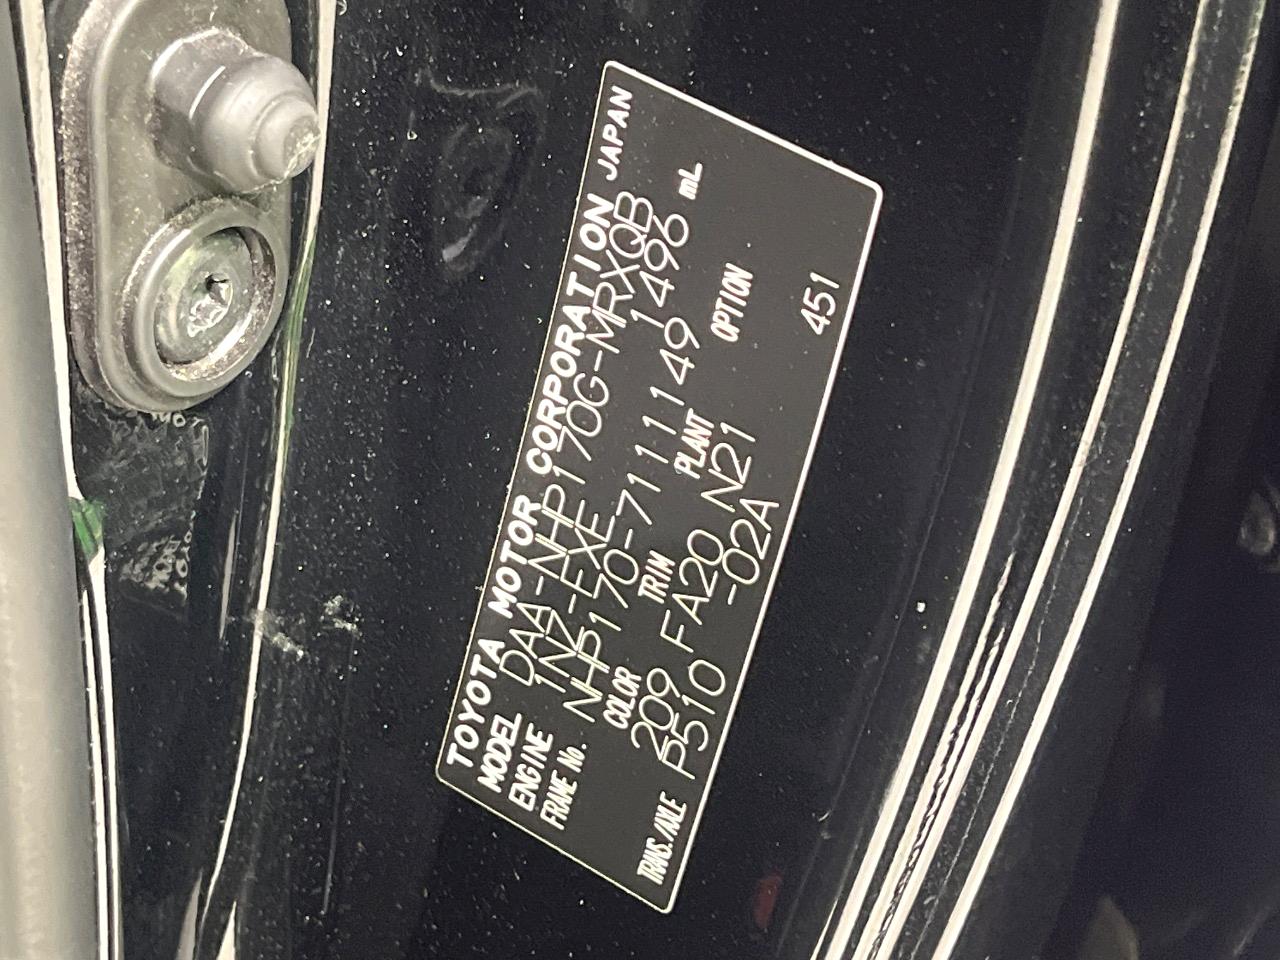 TOYOTA MOTOR CORPORATION JAPAN
MODEL DAA-NHP170G-MRXQB
ENGINE 1NZ-FXE 1496 mL
FRAME No. NHP170-7111149
COLOR TRIM PLANT OPTION
209 FA20 N21
TRANS./AXLE P510 -02A 451